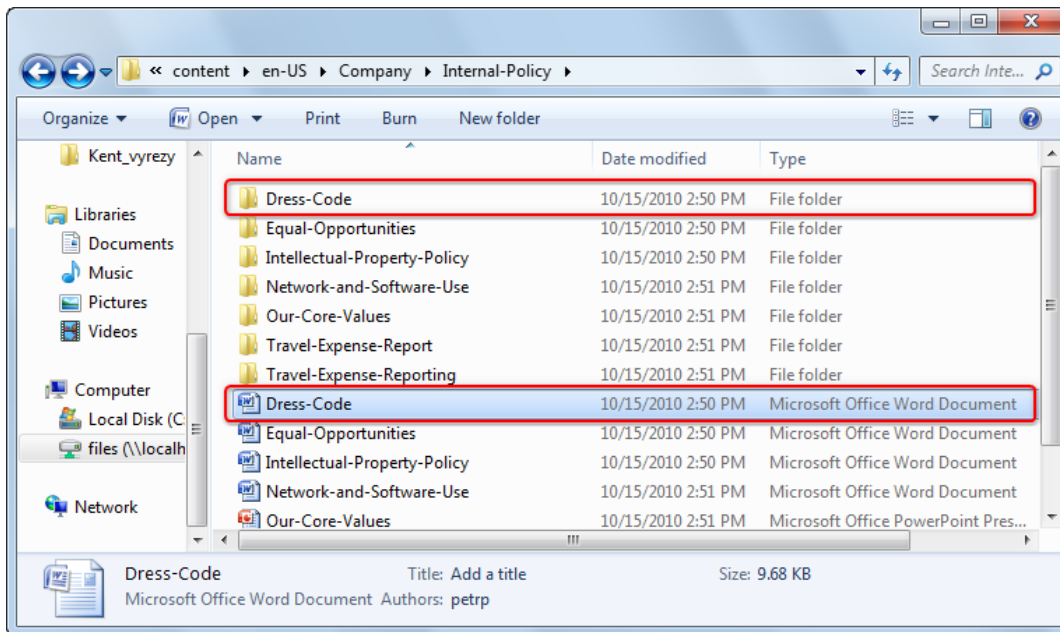 « content ▸ en-US ▸ Company ▸ Internal-Policy ▸ Search Inte...
Organize Open Print Burn New folder
Kent_vyrezy
Libraries
Documents
Music
Pictures
Videos
Computer
Local Disk (C:
files (\\localh
Network
Name Date modified Type
Dress-Code 10/15/2010 2:50 PM File folder
Equal-Opportunities 10/15/2010 2:50 PM File folder
Intellectual-Property-Policy 10/15/2010 2:50 PM File folder
Network-and-Software-Use 10/15/2010 2:51 PM File folder
Our-Core-Values 10/15/2010 2:51 PM File folder
Travel-Expense-Report 10/15/2010 2:51 PM File folder
Travel-Expense-Reporting 10/15/2010 2:51 PM File folder
Dress-Code 10/15/2010 2:50 PM Microsoft Office Word Document
Equal-Opportunities 10/15/2010 2:50 PM Microsoft Office Word Document
Intellectual-Property-Policy 10/15/2010 2:50 PM Microsoft Office Word Document
Network-and-Software-Use 10/15/2010 2:51 PM Microsoft Office Word Document
Our-Core-Values 10/15/2010 2:51 PM Microsoft Office PowerPoint Pres...
Dress-Code Title: Add a title Size: 9.68 KB
Microsoft Office Word Document Authors: petrp